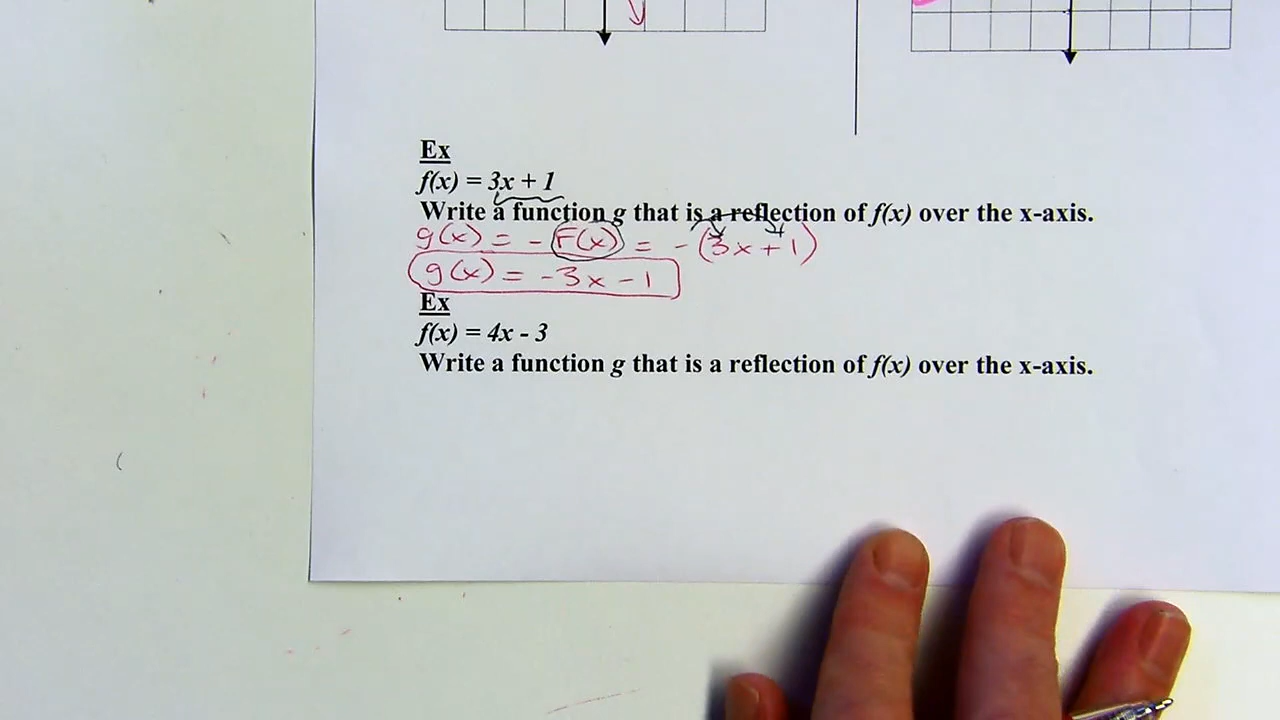 Ex
f(x) = 3x + 1
Write a function g that is a reflection of f(x) over the x-axis.
g(x) = -F(x) = -(3x+1)
g(x) = -3x-1
Ex
f(x) = 4x - 3
Write a function g that is a reflection of f(x) over the x-axis.